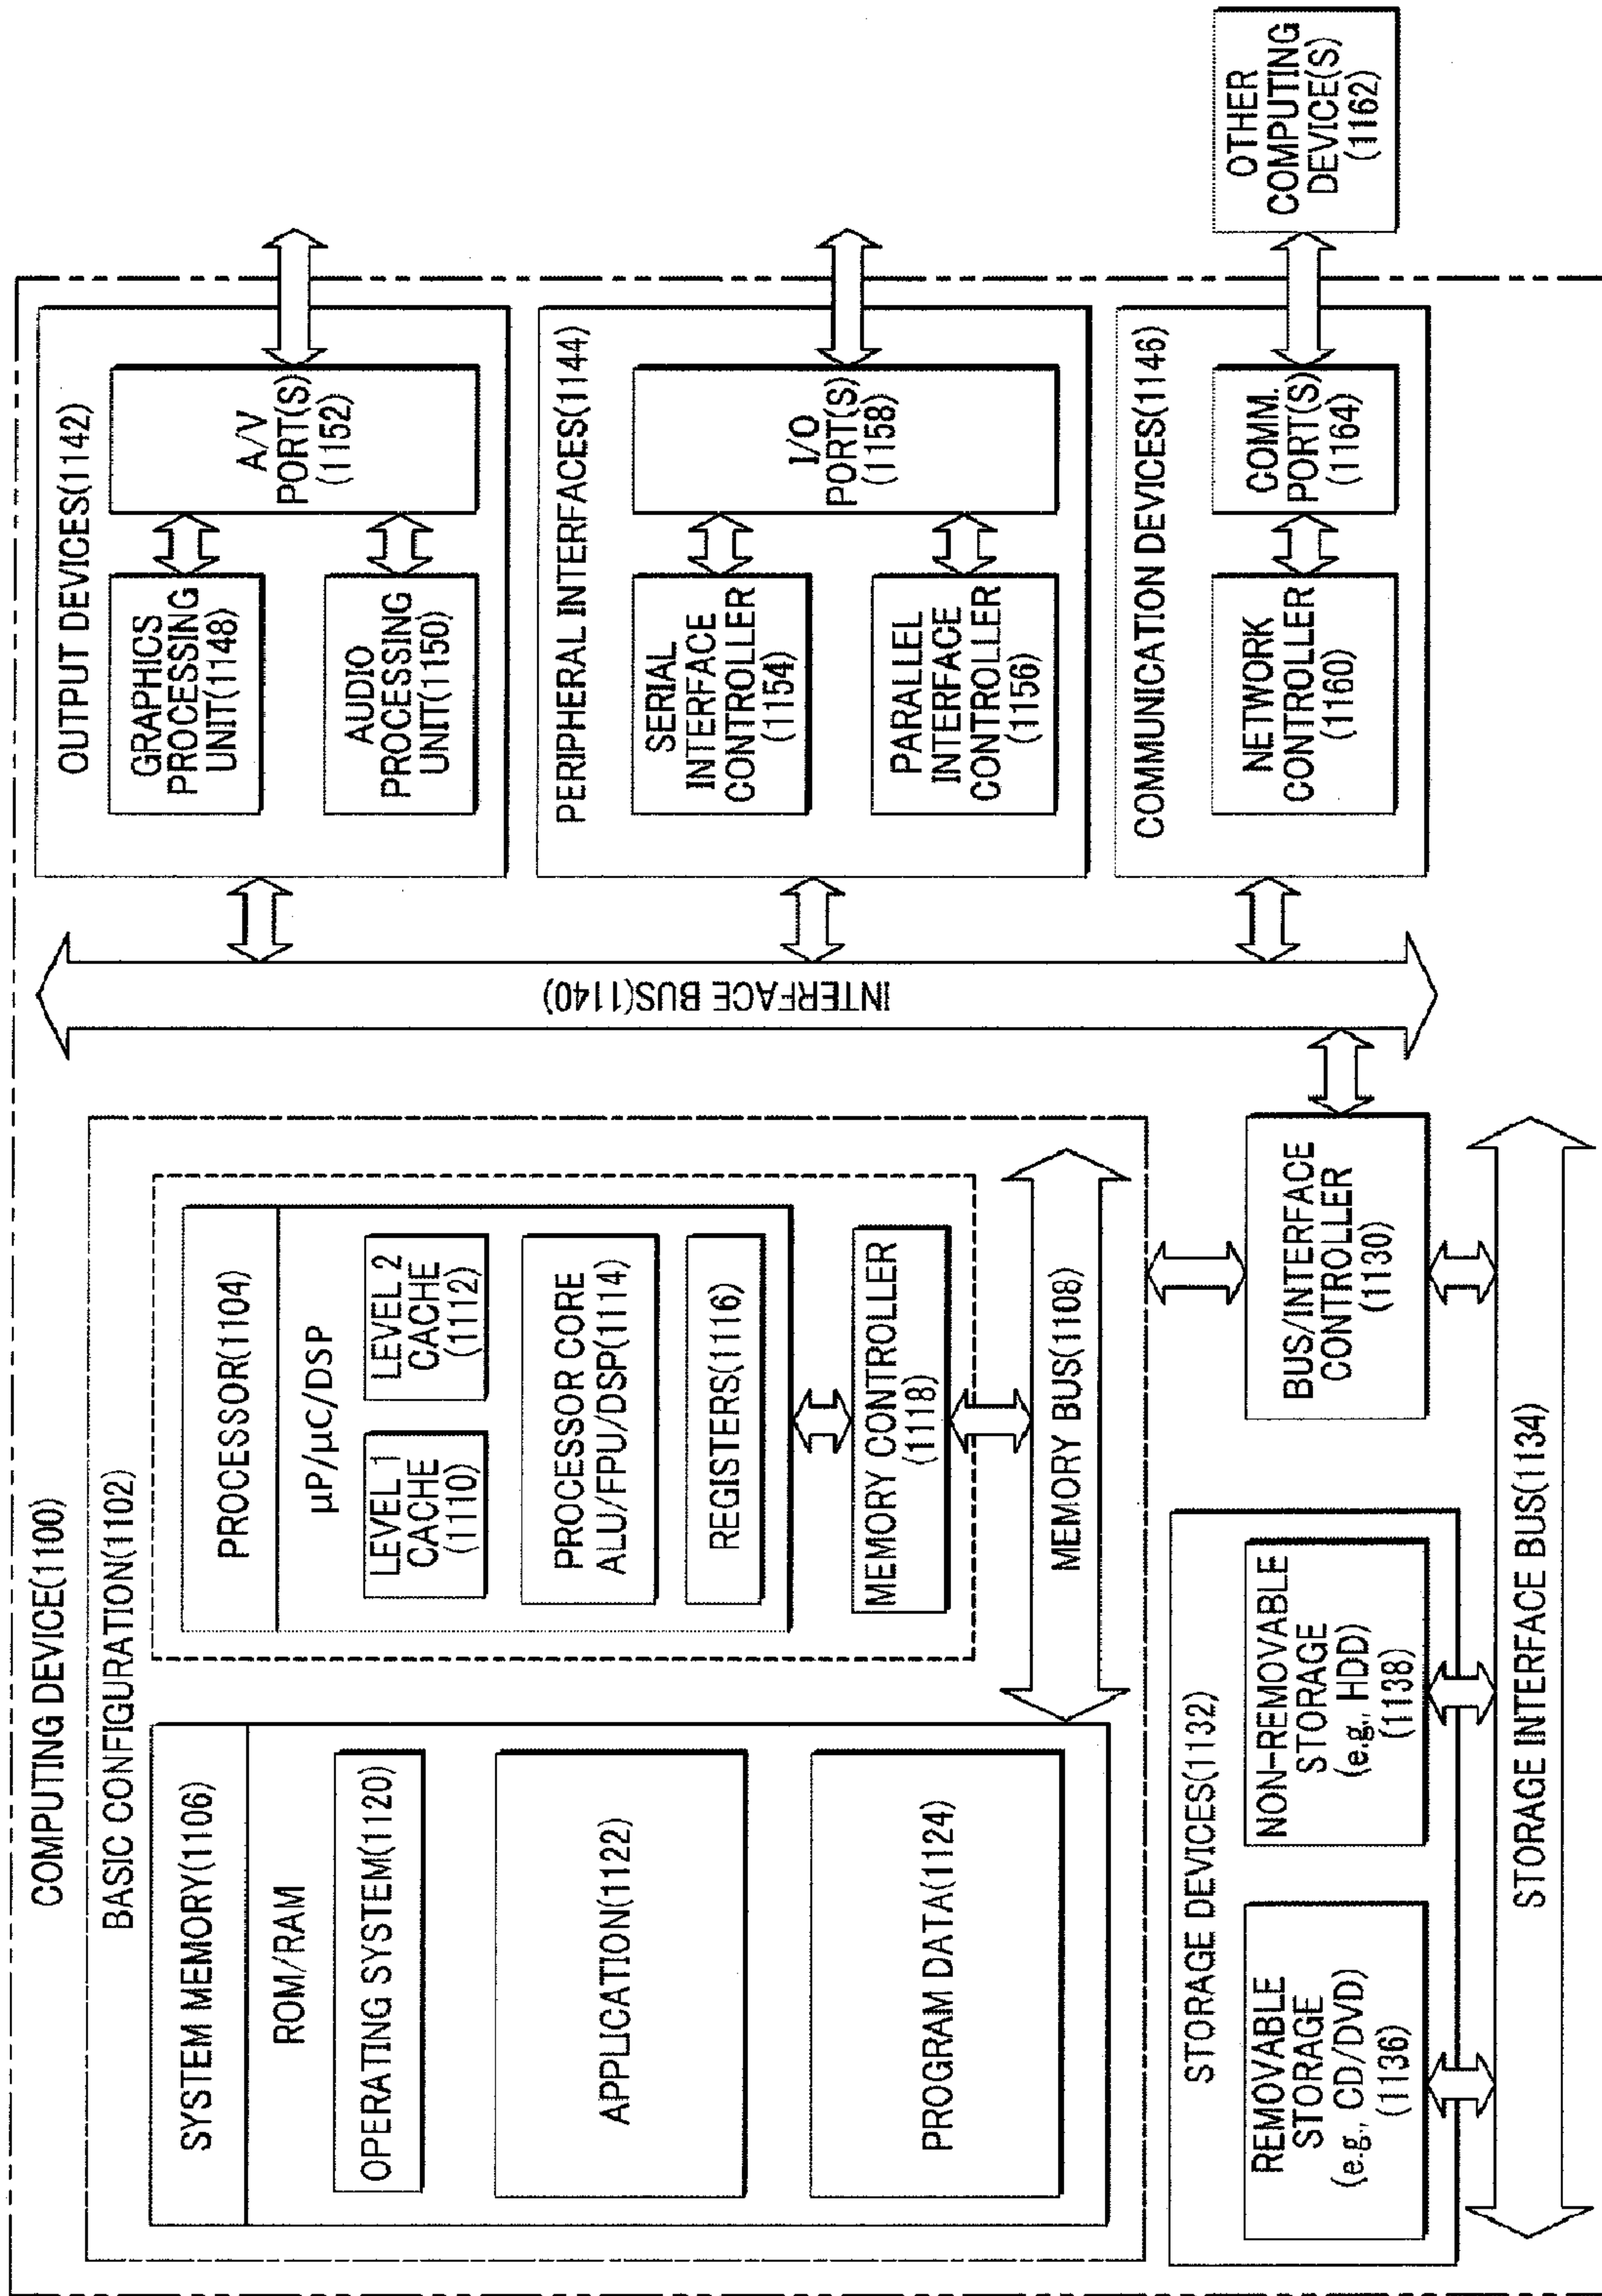 COMPUTING DEVICE(1100)
BASIC CONFIGURATION(1102)
SYSTEM MEMORY(1106)
ROM/RAM
OPERATING SYSTEM(1120)
APPLICATION(1122)
PROGRAM DATA(1124)
PROCESSOR(1104)
µP/µC/DSP
LEVEL 1
CACHE
(1110)
LEVEL 2
CACHE
(1112)
PROCESSOR CORE
ALU/FPU/DSP(1114)
REGISTERS(1116)
MEMORY CONTROLLER
(1118)
MEMORY BUS(1108)
BUS/INTERFACE
CONTROLLER
(1130)
STORAGE DEVICES(1132)
REMOVABLE
STORAGE
(e.g., CD/DVD)
(1136)
NON-REMOVABLE
STORAGE
(e.g., HDD)
(1138)
STORAGE INTERFACE BUS(1134)
INTERFACE BUS(1140)
OUTPUT DEVICES(1142)
GRAPHICS
PROCESSING
UNIT(1148)
AUDIO
PROCESSING
UNIT(1150)
A/V
PORT(S)
(1152)
PERIPHERAL INTERFACES(1144)
SERIAL
INTERFACE
CONTROLLER
(1154)
PARALLEL
INTERFACE
CONTROLLER
(1156)
I/O
PORT(S)
(1158)
COMMUNICATION DEVICES(1146)
NETWORK
CONTROLLER
(1160)
COMM.
PORT(S)
(1164)
OTHER
COMPUTING
DEVICE(S)
(1162)